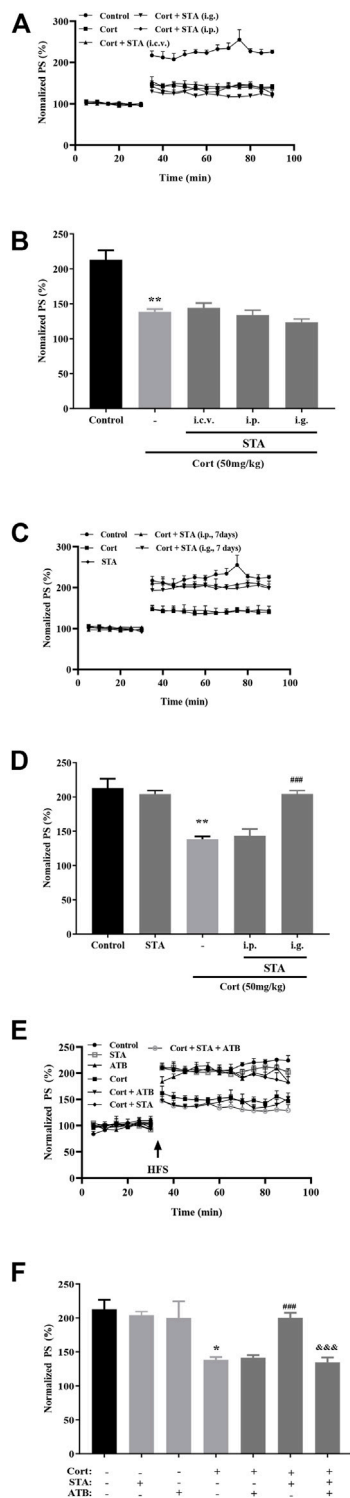 A
Control
Cort + STA (i.g.)
Cort
Cort + STA (i.p.)
Cort + STA (i.c.v.)
Nomalized PS (%)
300
200
100
0
0 20 40 60 80 100
Time (min)
B
Nomalized PS (%)
250
200
150
100
50
0
**
Control - i.c.v. i.p. i.g.
STA
Cort (50mg/kg)
C
Control
Cort + STA (i.p., 7days)
Cort
Cort + STA (i.g., 7 days)
STA
Nomalized PS (%)
300
200
100
0
0 20 40 60 80 100
Time (min)
D
Nomalized PS (%)
250
200
150
100
50
0
**
###
Control STA - i.p. i.g.
STA
Cort (50mg/kg)
E
Control
Cort + STA + ATB
STA
ATB
Cort
Cort + ATB
Cort + STA
Normalized PS (%)
250
200
150
100
50
0
HFS
0 20 40 60 80 100
Time (min)
F
Normalized PS (%)
250
200
150
100
50
0
*
###
&&&
Cort: - - - + + + +
STA: - + - - - + +
ATB: - - + - + - +